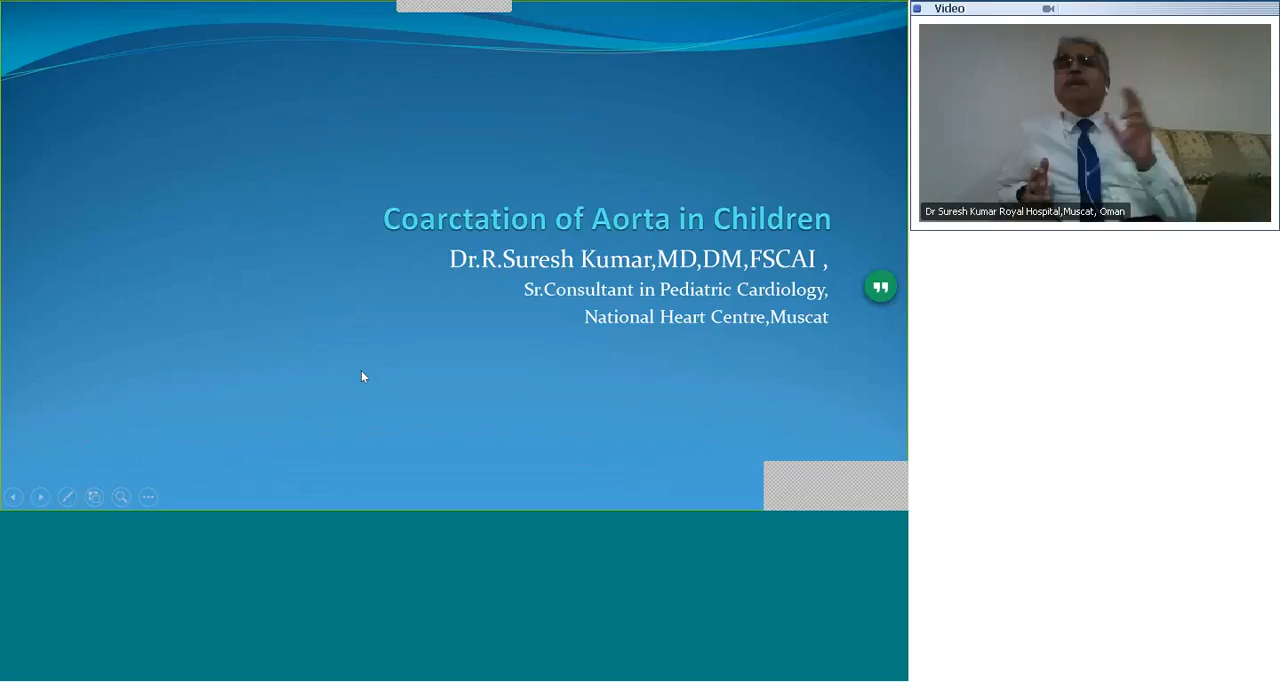 Coarctation of Aorta in Children
Dr.R.Suresh Kumar,MD,DM,FSCAI ,
Sr.Consultant in Pediatric Cardiology,
National Heart Centre,Muscat
Video
Dr Suresh Kumar Royal Hospital,Muscat, Oman